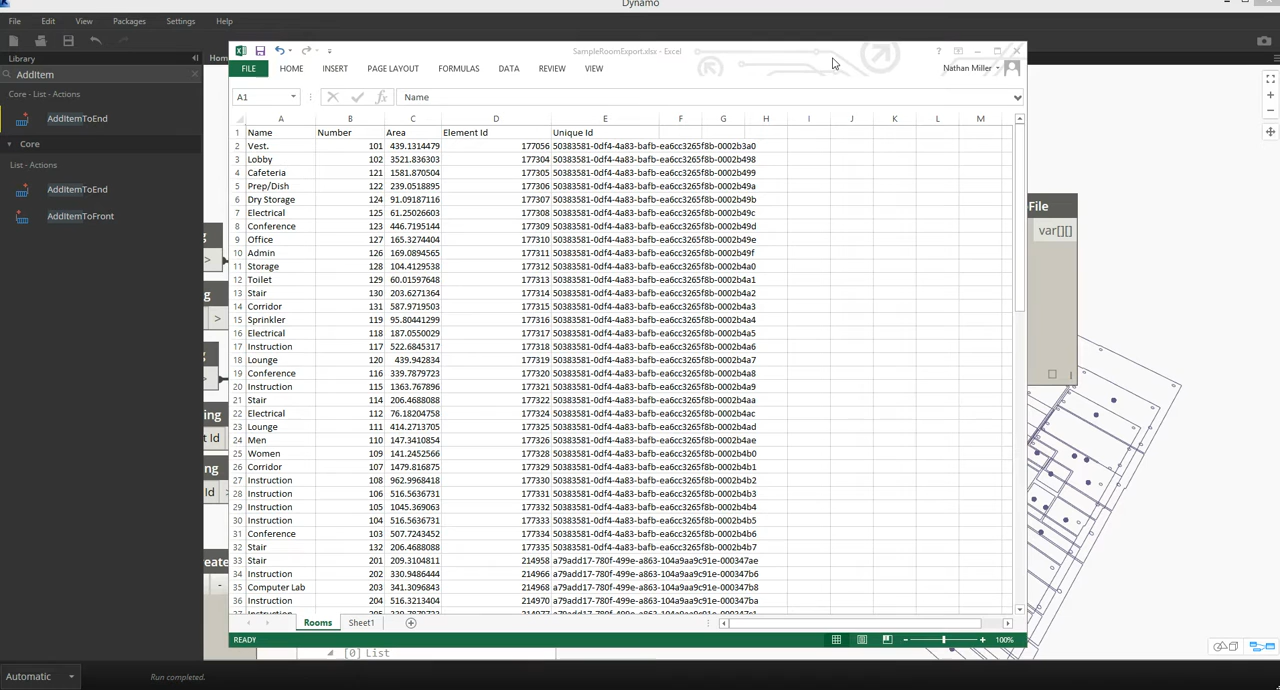 Dynamo
File Edit View Packages Settings Help
Library
Hom
AddItem
Core - List - Actions
AddItemToEnd
Core
List - Actions
AddItemToEnd
AddItemToFront
SampleRoomExport.xlsx - Excel
FILE HOME INSERT PAGE LAYOUT FORMULAS DATA REVIEW VIEW Nathan Miller
A1 fx Name
A B C D E F G H I J K L M
1 Name Number Area Element Id Unique Id
2 Vest. 101 439.1314479 177056 50383581-0df4-4a83-bafb-ea6cc3265f8b-0002b3a0
3 Lobby 102 3521.836303 177304 50383581-0df4-4a83-bafb-ea6cc3265f8b-0002b498
4 Cafeteria 121 1581.870504 177305 50383581-0df4-4a83-bafb-ea6cc3265f8b-0002b499
5 Prep/Dish 122 239.0518895 177306 50383581-0df4-4a83-bafb-ea6cc3265f8b-0002b49a
6 Dry Storage 124 91.09187116 177307 50383581-0df4-4a83-bafb-ea6cc3265f8b-0002b49b
7 Electrical 125 61.25026603 177308 50383581-0df4-4a83-bafb-ea6cc3265f8b-0002b49c
8 Conference 123 446.7195144 177309 50383581-0df4-4a83-bafb-ea6cc3265f8b-0002b49d
9 Office 127 165.3274404 177310 50383581-0df4-4a83-bafb-ea6cc3265f8b-0002b49e
10 Admin 126 169.0894565 177311 50383581-0df4-4a83-bafb-ea6cc3265f8b-0002b49f
11 Storage 128 104.4129538 177312 50383581-0df4-4a83-bafb-ea6cc3265f8b-0002b4a0
12 Toilet 129 60.01597648 177313 50383581-0df4-4a83-bafb-ea6cc3265f8b-0002b4a1
13 Stair 130 203.6271364 177314 50383581-0df4-4a83-bafb-ea6cc3265f8b-0002b4a2
14 Corridor 131 587.9719503 177315 50383581-0df4-4a83-bafb-ea6cc3265f8b-0002b4a3
15 Sprinkler 119 95.80441299 177316 50383581-0df4-4a83-bafb-ea6cc3265f8b-0002b4a4
16 Electrical 118 187.0550029 177317 50383581-0df4-4a83-bafb-ea6cc3265f8b-0002b4a5
17 Instruction 117 522.6845317 177318 50383581-0df4-4a83-bafb-ea6cc3265f8b-0002b4a6
18 Lounge 120 439.942834 177319 50383581-0df4-4a83-bafb-ea6cc3265f8b-0002b4a7
19 Conference 116 339.7879723 177320 50383581-0df4-4a83-bafb-ea6cc3265f8b-0002b4a8
20 Instruction 115 1363.767896 177321 50383581-0df4-4a83-bafb-ea6cc3265f8b-0002b4a9
21 Stair 114 206.4688088 177322 50383581-0df4-4a83-bafb-ea6cc3265f8b-0002b4aa
22 Electrical 112 76.18204758 177324 50383581-0df4-4a83-bafb-ea6cc3265f8b-0002b4ac
23 Lounge 111 414.2713705 177325 50383581-0df4-4a83-bafb-ea6cc3265f8b-0002b4ad
24 Men 110 147.3410854 177326 50383581-0df4-4a83-bafb-ea6cc3265f8b-0002b4ae
25 Women 109 141.2452566 177328 50383581-0df4-4a83-bafb-ea6cc3265f8b-0002b4b0
26 Corridor 107 1479.816875 177329 50383581-0df4-4a83-bafb-ea6cc3265f8b-0002b4b1
27 Instruction 108 962.9968418 177330 50383581-0df4-4a83-bafb-ea6cc3265f8b-0002b4b2
28 Instruction 106 516.5636731 177331 50383581-0df4-4a83-bafb-ea6cc3265f8b-0002b4b3
29 Instruction 105 1045.369063 177332 50383581-0df4-4a83-bafb-ea6cc3265f8b-0002b4b4
30 Instruction 104 516.5636731 177333 50383581-0df4-4a83-bafb-ea6cc3265f8b-0002b4b5
31 Conference 103 507.7243452 177334 50383581-0df4-4a83-bafb-ea6cc3265f8b-0002b4b6
32 Stair 132 206.4688088 177335 50383581-0df4-4a83-bafb-ea6cc3265f8b-0002b4b7
33 Stair 201 209.3104811 214958 a79add17-780f-499e-a863-104a9aa9c91e-000347ae
34 Instruction 202 330.9486444 214966 a79add17-780f-499e-a863-104a9aa9c91e-000347b6
35 Computer Lab 203 341.3096843 214968 a79add17-780f-499e-a863-104a9aa9c91e-000347b8
36 Instruction 204 516.3213404 214970 a79add17-780f-499e-a863-104a9aa9c91e-000347ba
Rooms Sheet1
READY 100%
g
>
ng
>
>
ing
t Id
ng
Id >
reate
-
File
var[][]
[0] List
Automatic Run completed.